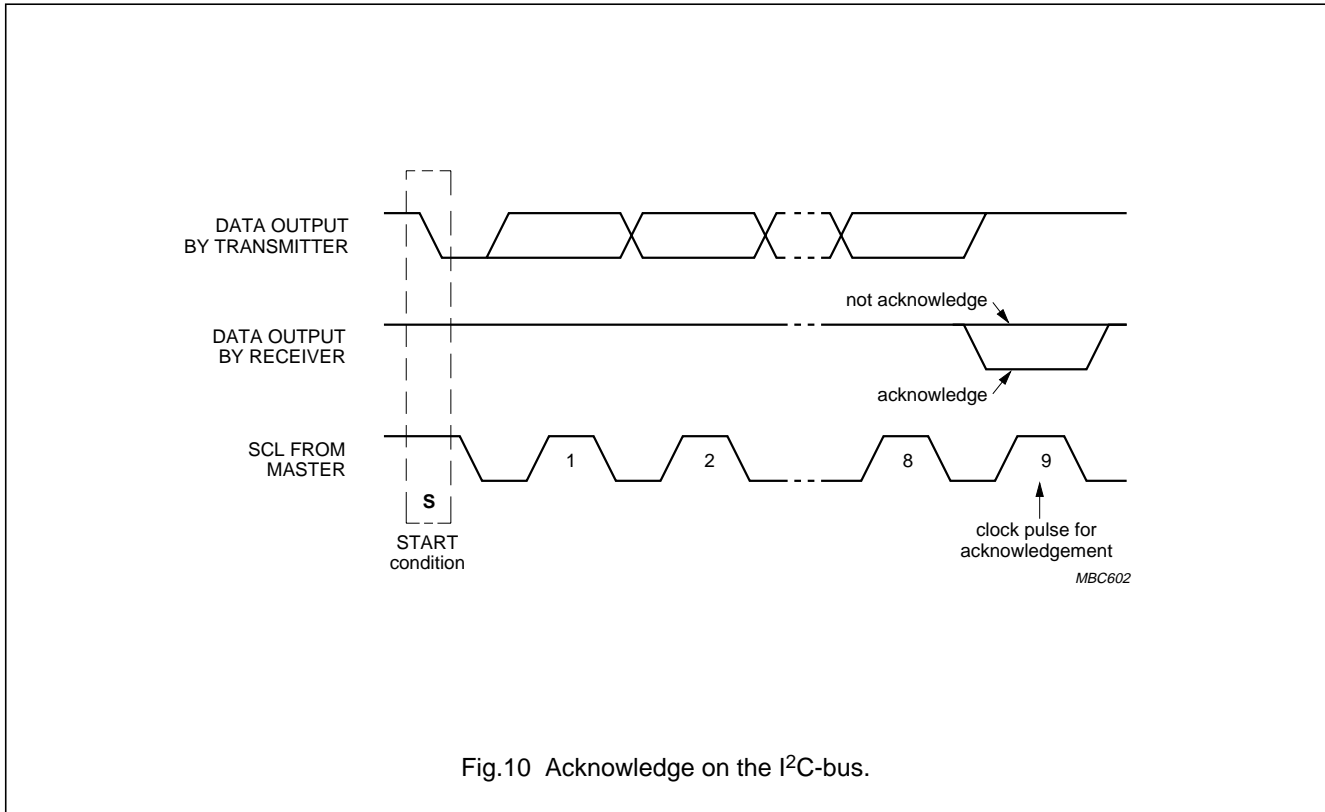 DATA OUTPUT
BY TRANSMITTER
not acknowledge
DATA OUTPUT
BY RECEIVER
acknowledge
SCL FROM
MASTER
1
2
8
9
S
START
condition
clock pulse for
acknowledgement
MBC602
Fig.10 Acknowledge on the I²C-bus.